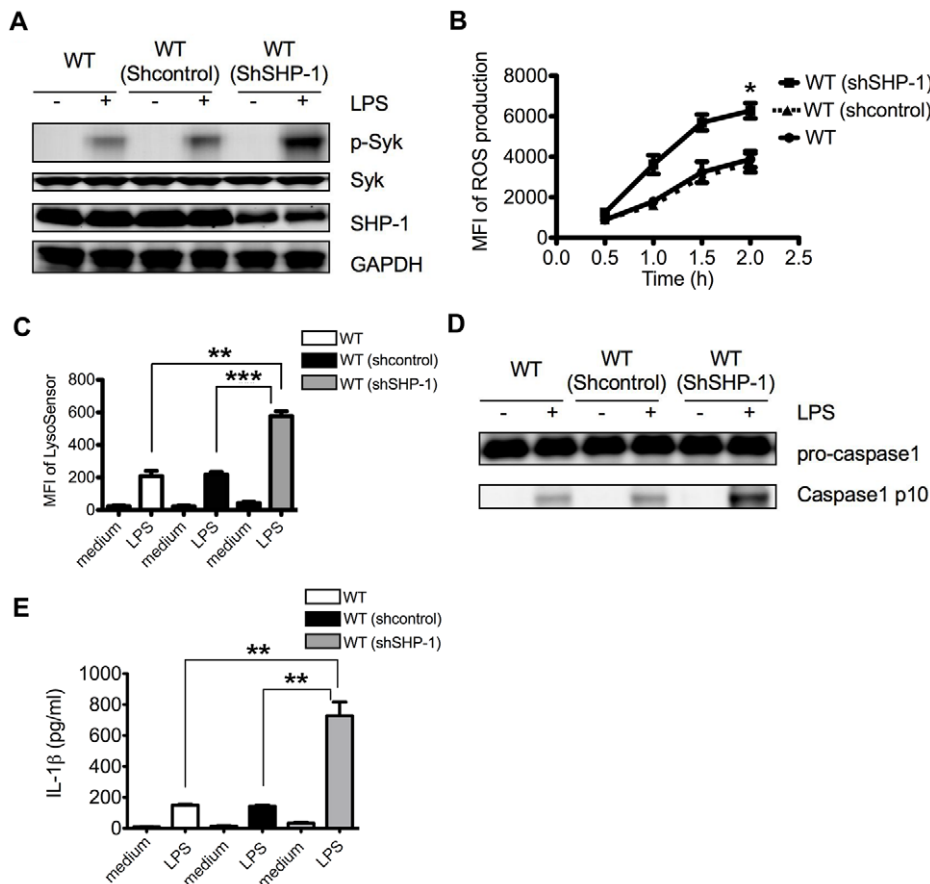 A
WT
WT
(Shcontrol)
WT
(ShSHP-1)
- + - + - + LPS
p-Syk
Syk
SHP-1
GAPDH
B
MFI of ROS production
8000
6000
4000
2000
0
0.0 0.5 1.0 1.5 2.0 2.5
Time (h)
*
WT (shSHP-1)
WT (shcontrol)
WT
C
WT
WT (shcontrol)
WT (shSHP-1)
**
***
MFI of LysoSensor
800
600
400
200
0
medium LPS medium LPS medium LPS
D
WT
WT
(Shcontrol)
WT
(ShSHP-1)
- + - + - + LPS
pro-caspase1
Caspase1 p10
E
WT
WT (shcontrol)
WT (shSHP-1)
**
**
IL-1β (pg/ml)
1000
800
600
400
200
0
medium LPS medium LPS medium LPS